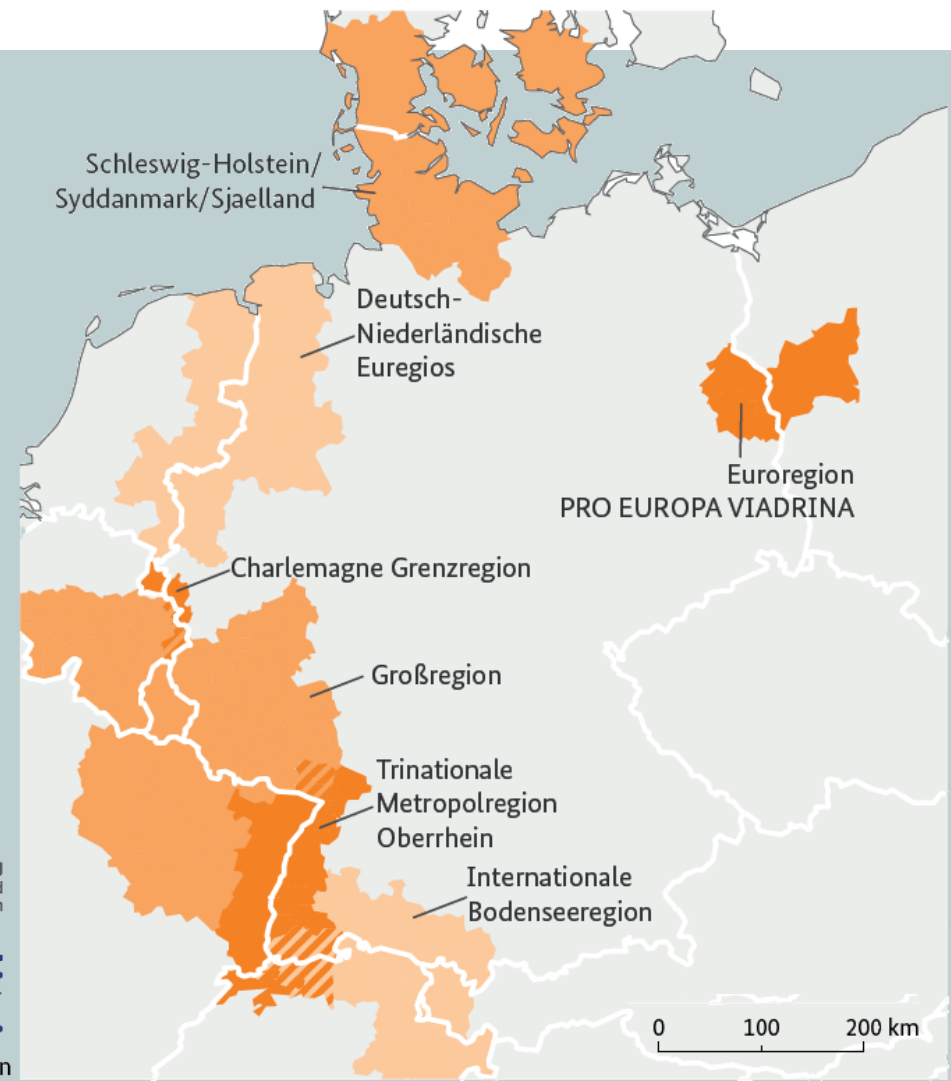 Schleswig-Holstein/
Syddanmark/Sjaelland
Deutsch-
Niederländische
Euregios
Euroregion
PRO EUROPA VIADRINA
Charlemagne Grenzregion
Großregion
Trinationale
Metropolregion
Oberrhein
Internationale
Bodenseeregion
0 100 200 km
n